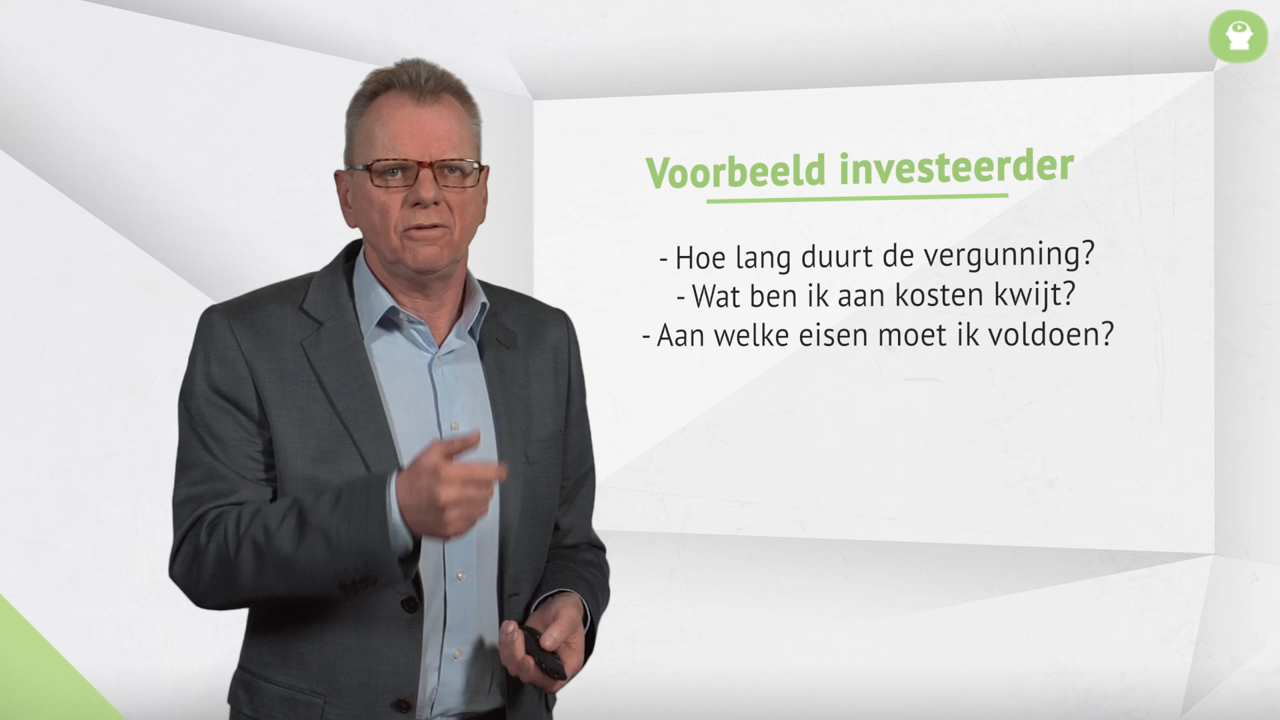 Voorbeeld investeerder
- Hoe lang duurt de vergunning?
- Wat ben ik aan kosten kwijt?
- Aan welke eisen moet ik voldoen?